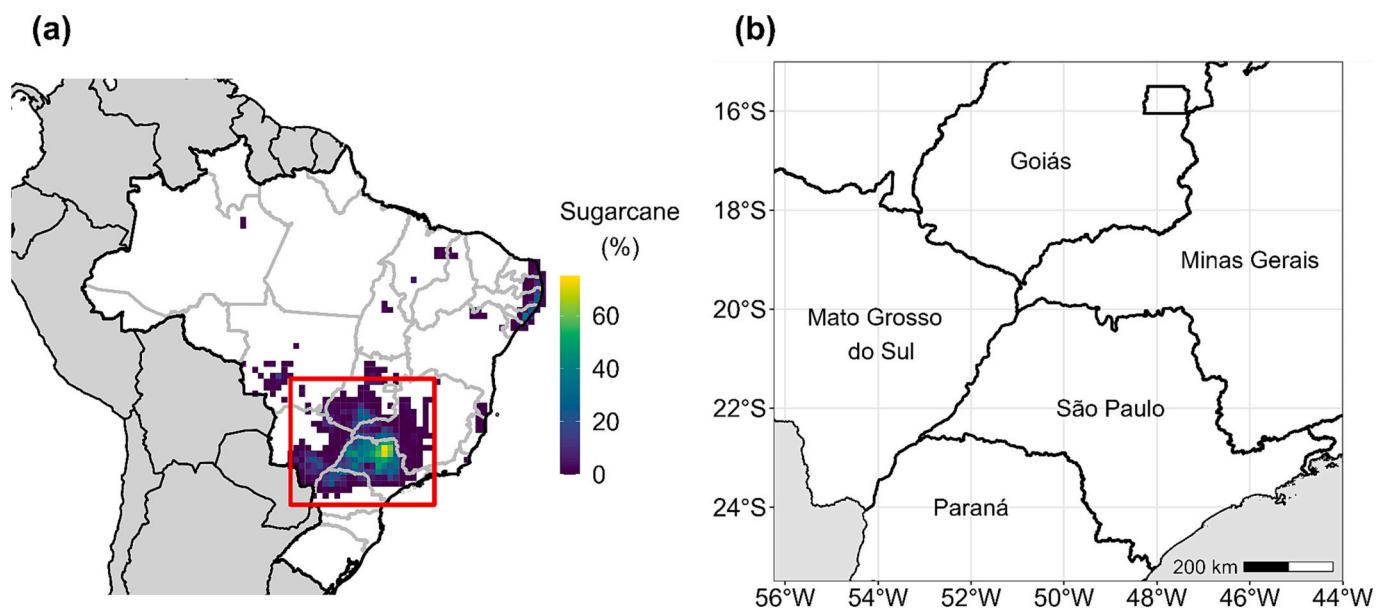 (a)
Sugarcane
(%)
60
40
20
0
(b)
16°S
18°S
20°S
22°S
24°S
Goiás
Minas Gerais
Mato Grosso
do Sul
São Paulo
Paraná
200 km
56°W 54°W 52°W 50°W 48°W 46°W 44°W